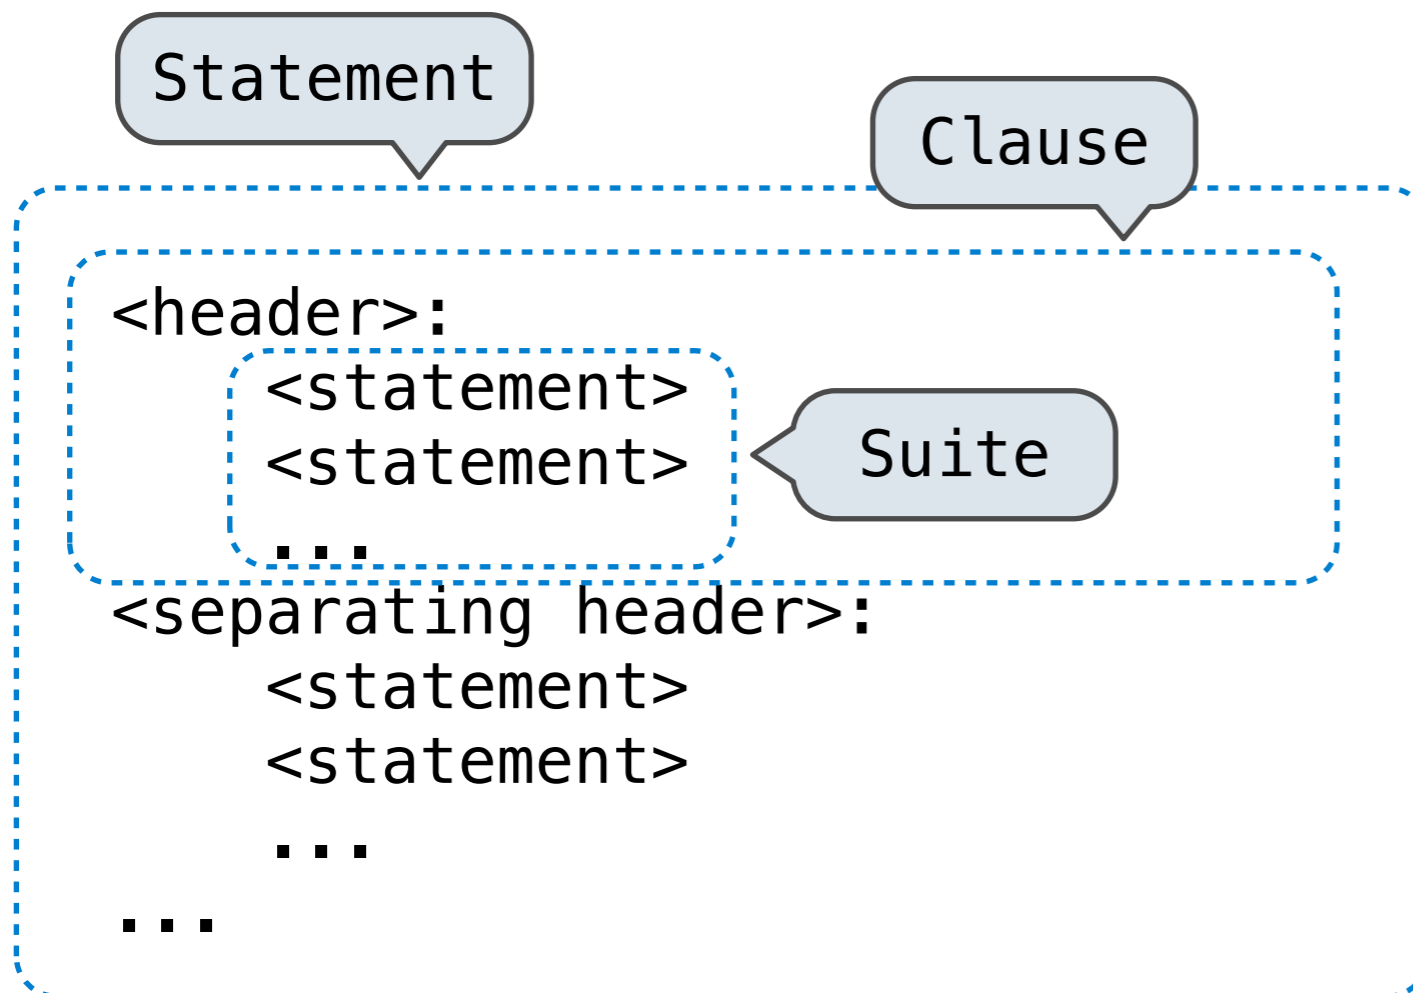 Statement
Clause
<header>:
<statement>
<statement>
Suite
...
<separating header>:
<statement>
<statement>
...
...